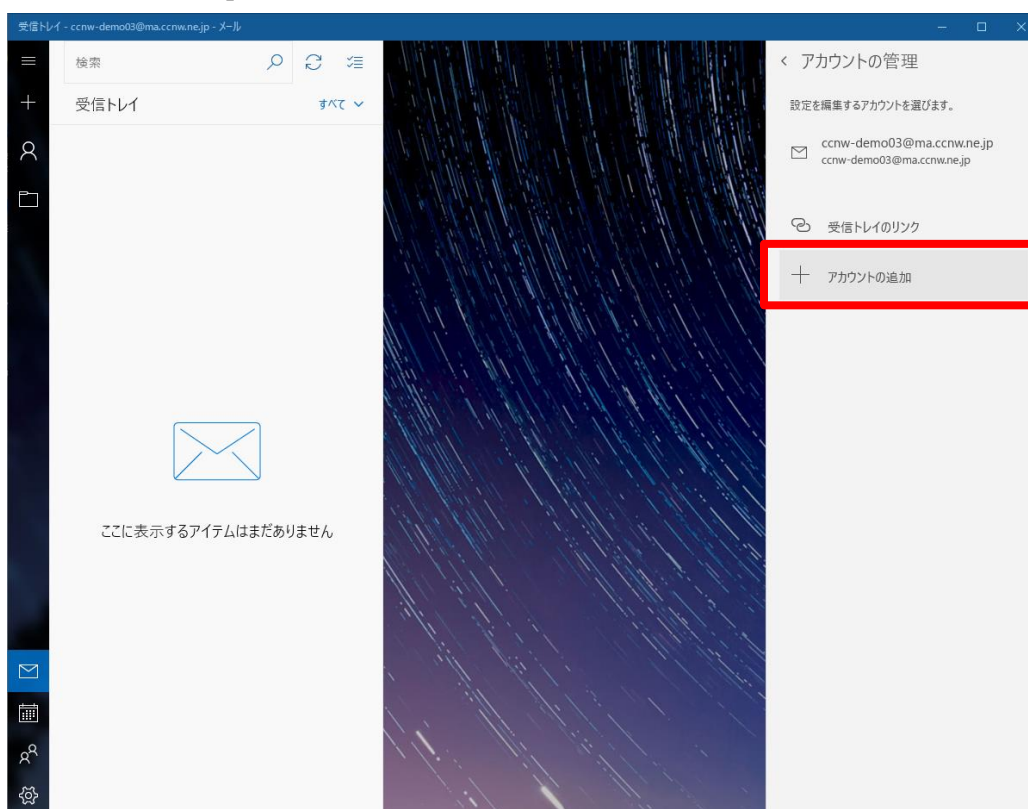 受信トレイ - ccnw-demo03@ma.ccnw.ne.jp - メール
検索
受信トレイ
すべて
ここに表示するアイテムはまだありません
アカウントの管理
設定を編集するアカウントを選びます。
ccnw-demo03@ma.ccnw.ne.jp
ccnw-demo03@ma.ccnw.ne.jp
受信トレイのリンク
アカウントの追加